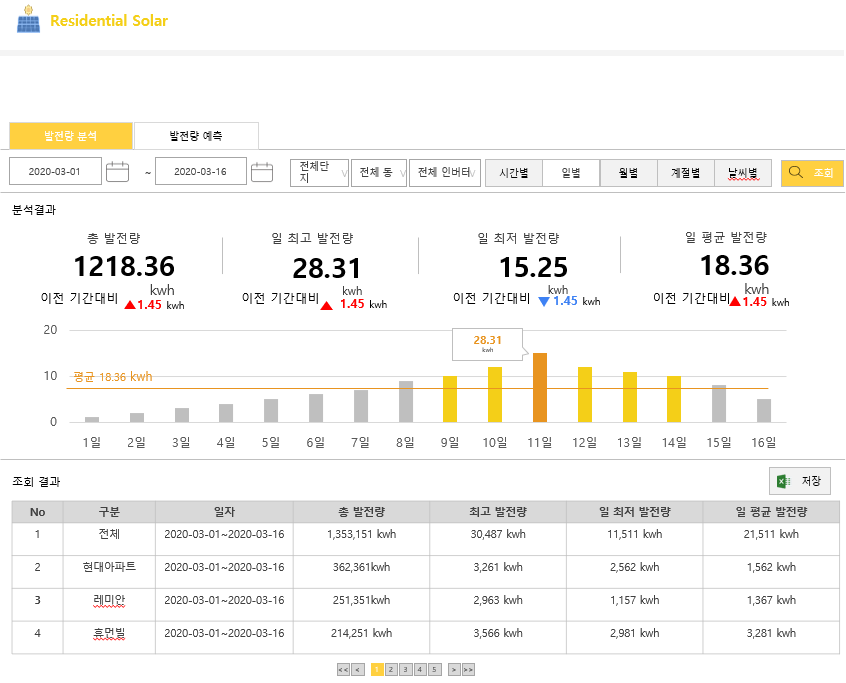 Residential Solar
발전량 분석
발전량 예측
2020-03-01
~
2020-03-16
전체단
지
전체 동
전체 인버터
시간별
일별
월별
계절별
날씨별
조회
분석결과
총 발전량
1218.36
kwh
이전 기간대비 ▲1.45 kwh
일 최고 발전량
28.31
kwh
이전 기간대비 ▲ 1.45 kwh
일 최저 발전량
15.25
kwh
이전 기간대비 ▼1.45 kwh
일 평균 발전량
18.36
kwh
이전 기간대비▲1.45 kwh
20
28.31
kwh
10
평균 18.36 kwh
0
1일 2일 3일 4일 5일 6일 7일 8일 9일 10일 11일 12일 13일 14일 15일 16일
조회 결과
저장
No 구분 일자 총 발전량 최고 발전량 일 최저 발전량 일 평균 발전량
1 전체 2020-03-01~2020-03-16 1,353,151 kwh 30,487 kwh 11,511 kwh 21,511 kwh
2 현대아파트 2020-03-01~2020-03-16 362,361kwh 3,261 kwh 2,562 kwh 1,562 kwh
3 레미안 2020-03-01~2020-03-16 251,351kwh 2,963 kwh 1,157 kwh 1,367 kwh
4 휴먼빌 2020-03-01~2020-03-16 214,251 kwh 3,566 kwh 2,981 kwh 3,281 kwh
<< < 1 2 3 4 5 > >>